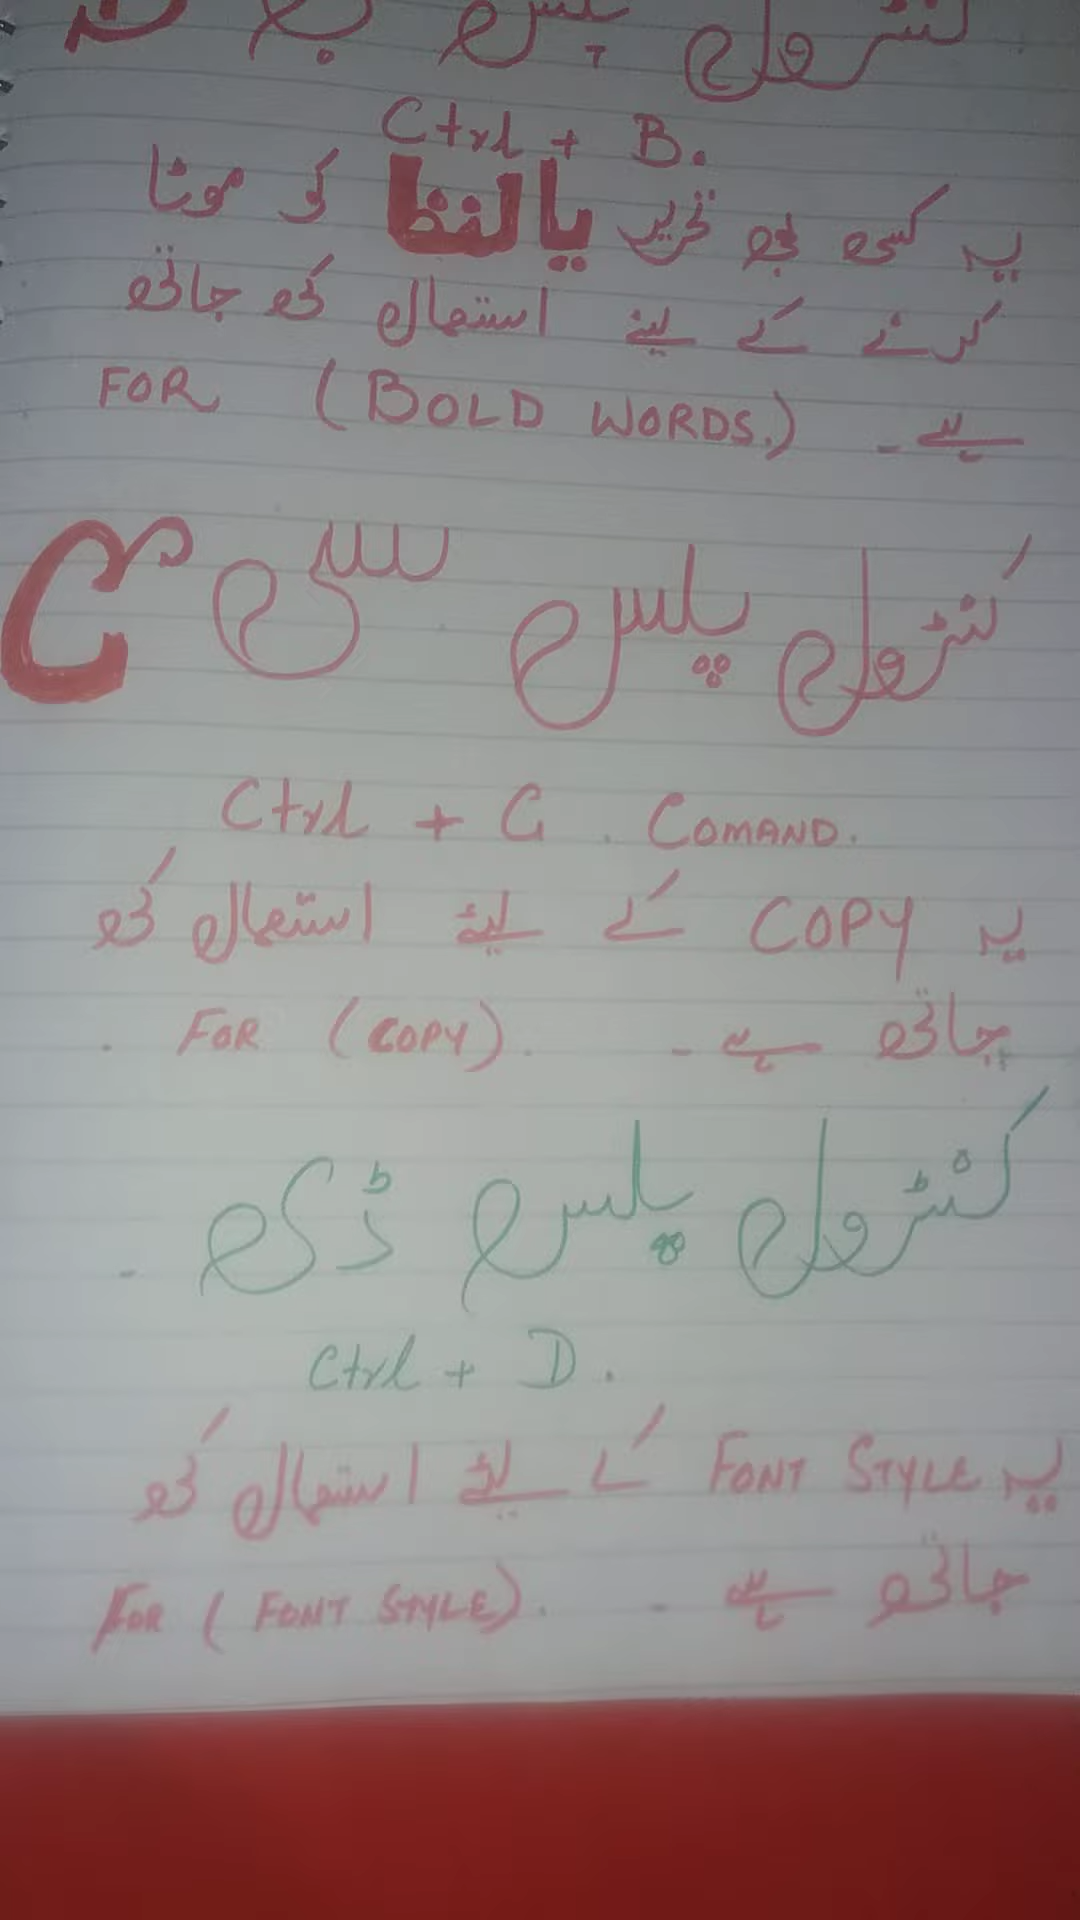 کنٹرول پلس بی
Ctrl + B.
یہ کسی بھی تحریر یا لفظ کو موٹا
کرنے کے لیئے استعمال کی جاتی
ہے۔ FOR (BOLD WORDS.)
کنٹرول پلس سی C
Ctrl + C. COMAND.
یہ COPY کے لیئے استعمال کی
جاتی ہے۔ FOR (COPY).
کنٹرول پلس ڈی۔
Ctrl + D.
یہ FONT STYLE کے لیئے استعمال کی
جاتی ہے۔ FOR (FONT STYLE).